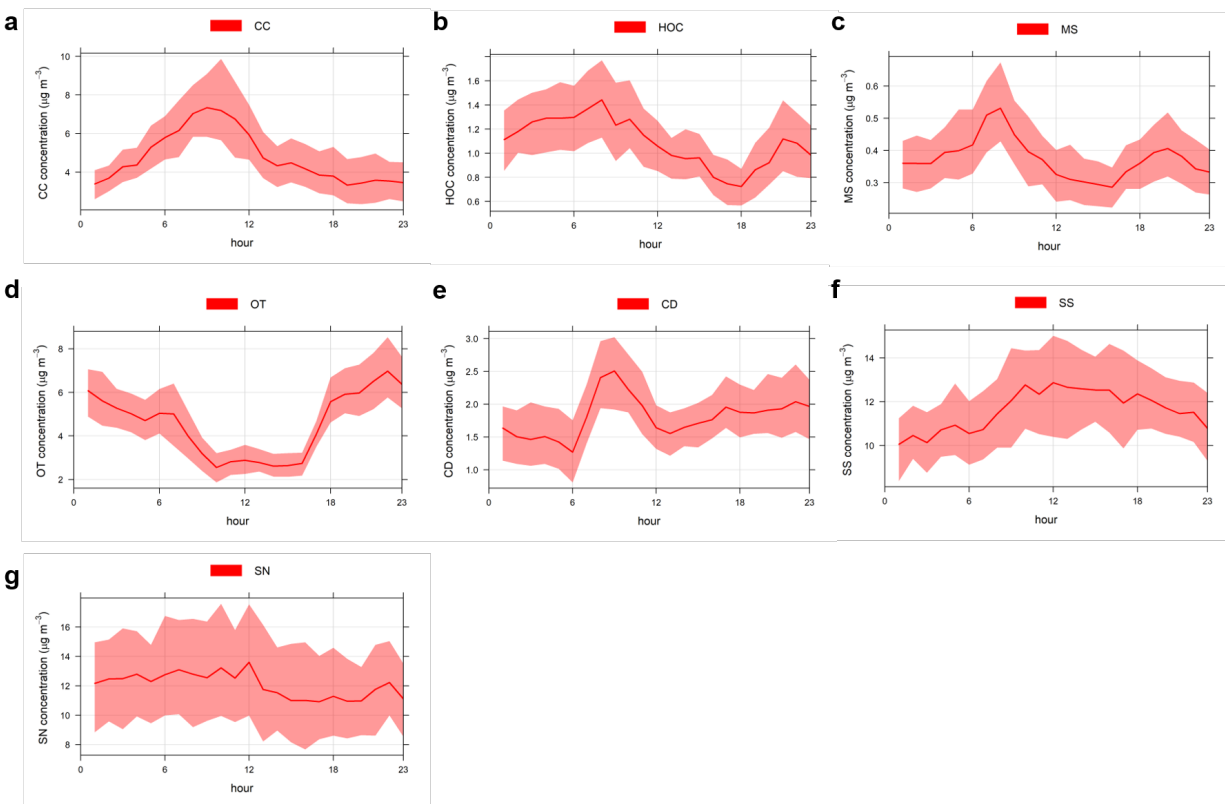 a
CC
CC concentration (μg m⁻³)
10
8
6
4
0 6 12 18 23
hour
b
HOC
HOC concentration (μg m⁻³)
1.6
1.4
1.2
1.0
0.8
0.6
0 6 12 18 23
hour
c
MS
MS concentration (μg m⁻³)
0.6
0.5
0.4
0.3
0 6 12 18 23
hour
d
OT
OT concentration (μg m⁻³)
8
6
4
2
0 6 12 18 23
hour
e
CD
CD concentration (μg m⁻³)
3.0
2.5
2.0
1.5
1.0
0 6 12 18 23
hour
f
SS
SS concentration (μg m⁻³)
14
12
10
0 6 12 18 23
hour
g
SN
SN concentration (μg m⁻³)
16
14
12
10
8
0 6 12 18 23
hour